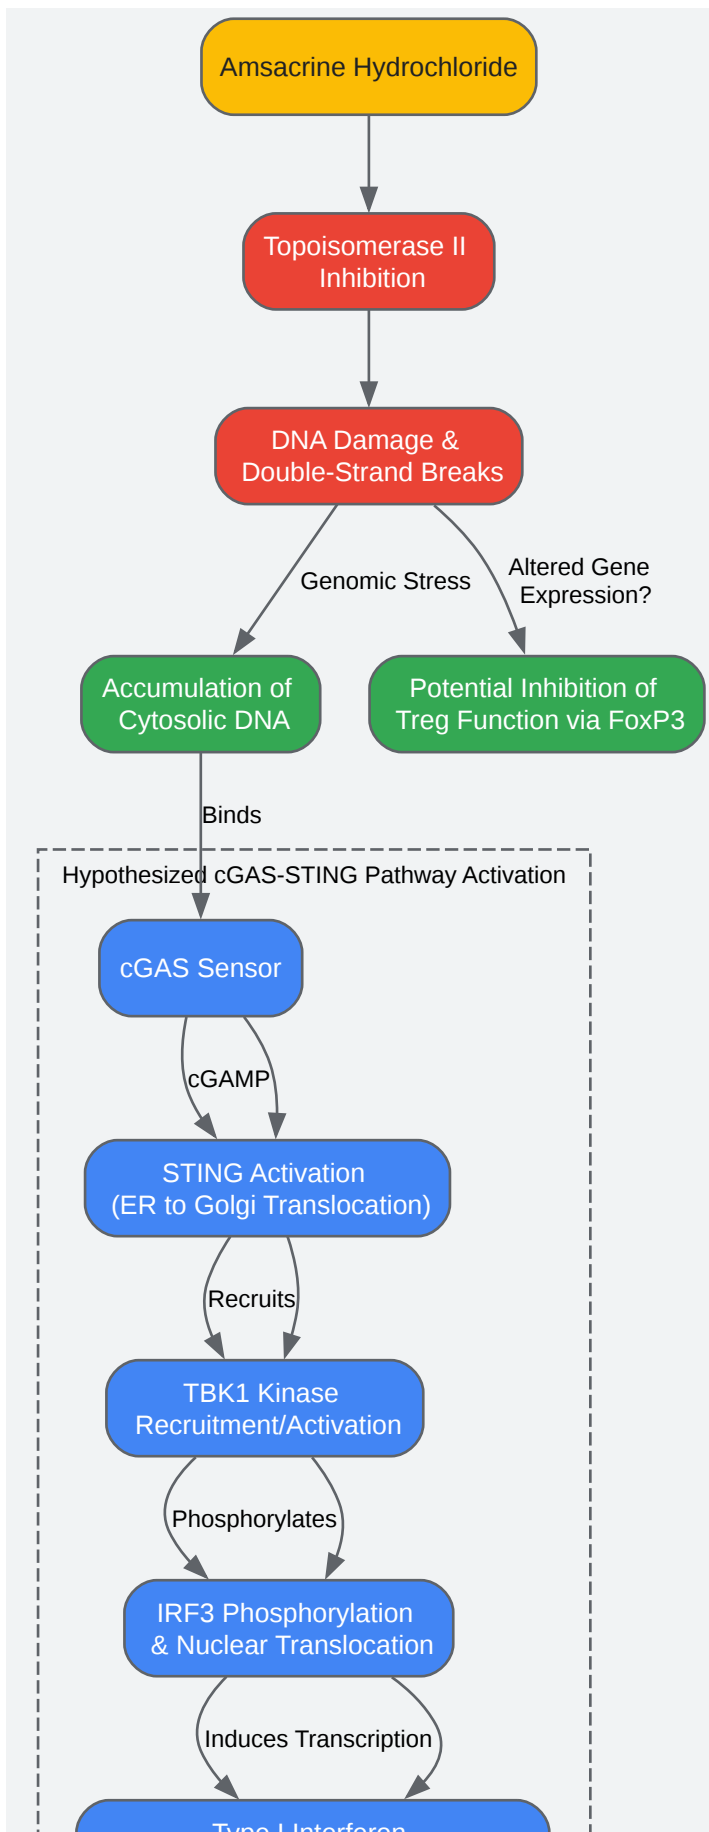 Amsacrine Hydrochloride
Topoisomerase II
Inhibition
DNA Damage &
Double-Strand Breaks
Genomic Stress
Altered Gene
Expression?
Accumulation of
Cytosolic DNA
Potential Inhibition of
Treg Function via FoxP3
Binds
Hypothesized cGAS-STING Pathway Activation
cGAS Sensor
cGAMP
STING Activation
(ER to Golgi Translocation)
Recruits
TBK1 Kinase
Recruitment/Activation
Phosphorylates
IRF3 Phosphorylation
& Nuclear Translocation
Induces Transcription
Type I Interferon